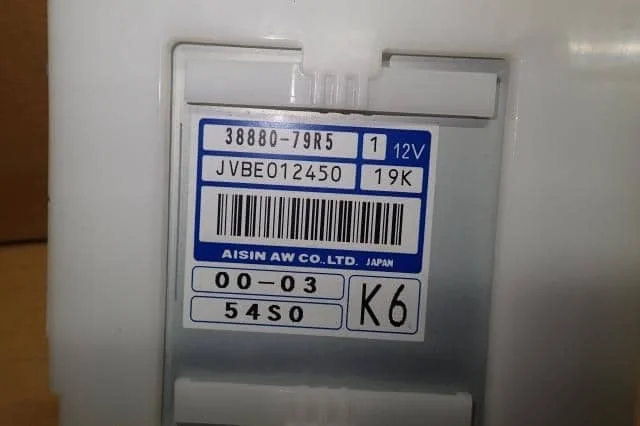 38880-79R5 1 12V
JVBE012450 19K
AISIN AW CO.,LTD. JAPAN
00-03
54S0 K6